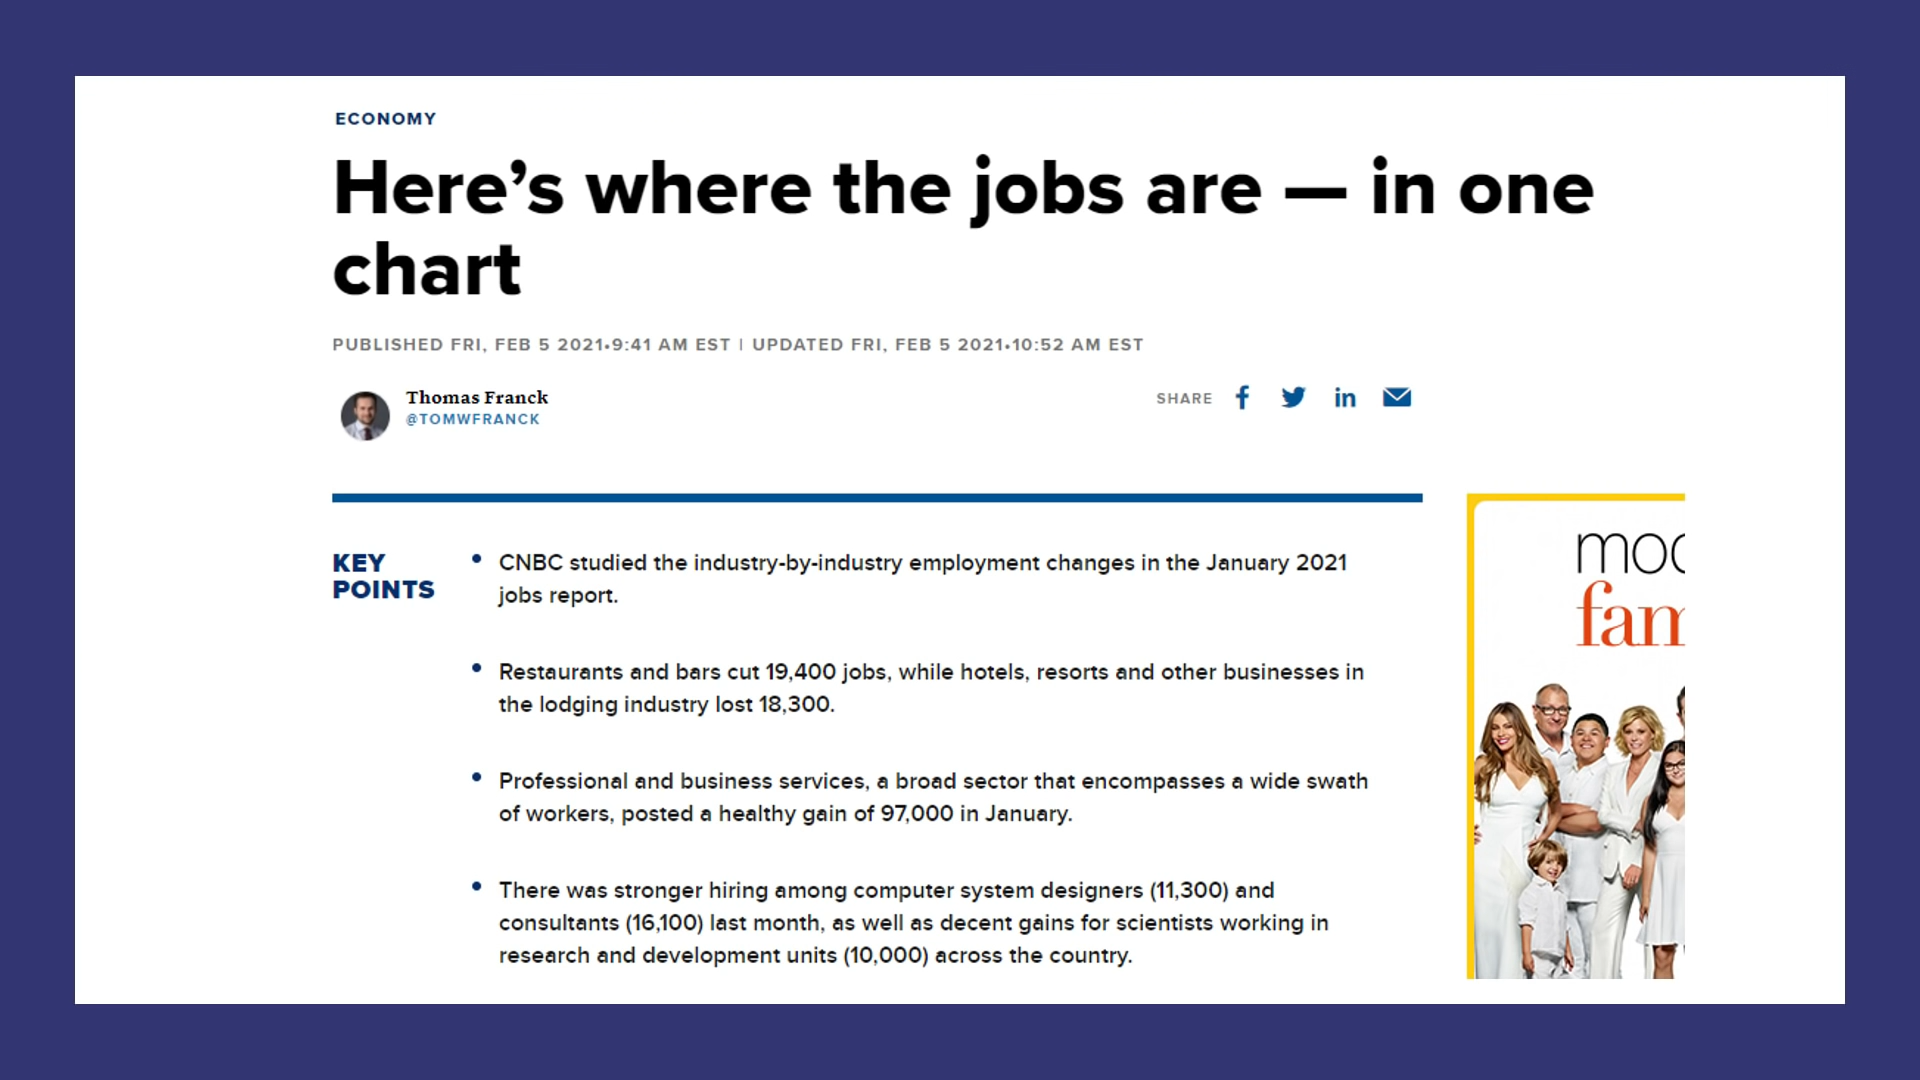 ECONOMY
Here’s where the jobs are — in one
chart
PUBLISHED FRI, FEB 5 2021•9:41 AM EST | UPDATED FRI, FEB 5 2021•10:52 AM EST
Thomas Franck
@TOMWFRANCK
SHARE
KEY
POINTS
• CNBC studied the industry-by-industry employment changes in the January 2021
jobs report.
• Restaurants and bars cut 19,400 jobs, while hotels, resorts and other businesses in
the lodging industry lost 18,300.
• Professional and business services, a broad sector that encompasses a wide swath
of workers, posted a healthy gain of 97,000 in January.
• There was stronger hiring among computer system designers (11,300) and
consultants (16,100) last month, as well as decent gains for scientists working in
research and development units (10,000) across the country.